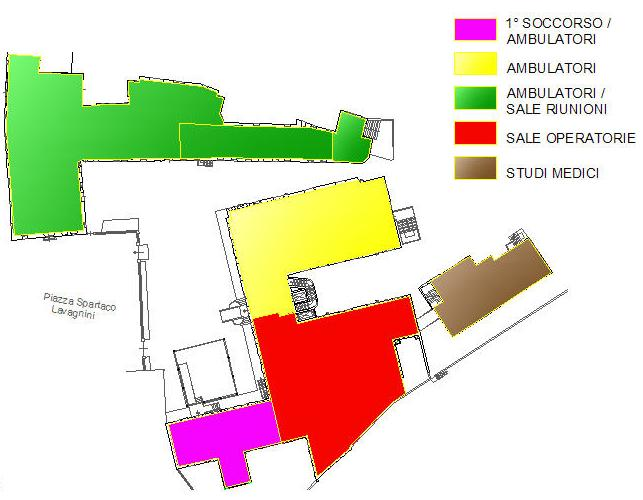 1° SOCCORSO /
AMBULATORI
AMBULATORI
AMBULATORI /
SALE RIUNIONI
SALE OPERATORIE
STUDI MEDICI
Piazza Spartaco
Lavagnini